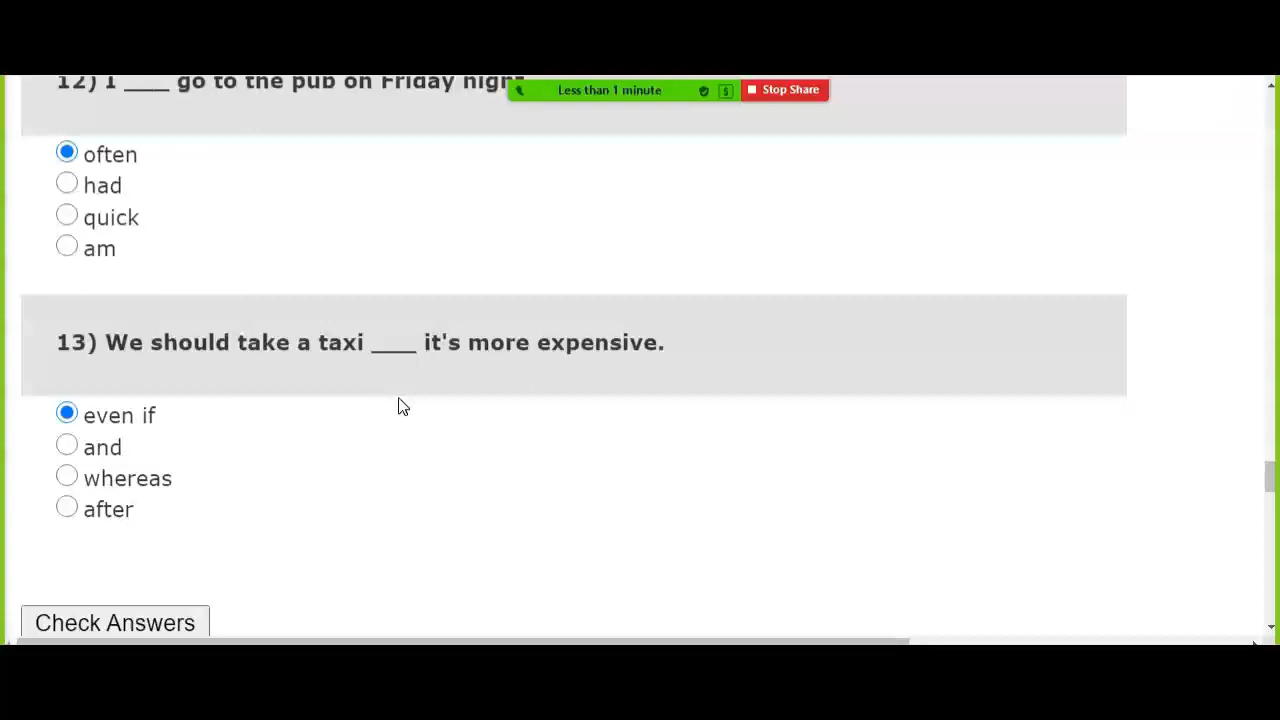 12) I ____ go to the pub on Friday night
Less than 1 minute
Stop Share
often
had
quick
am
13) We should take a taxi ____ it's more expensive.
even if
and
whereas
after
Check Answers